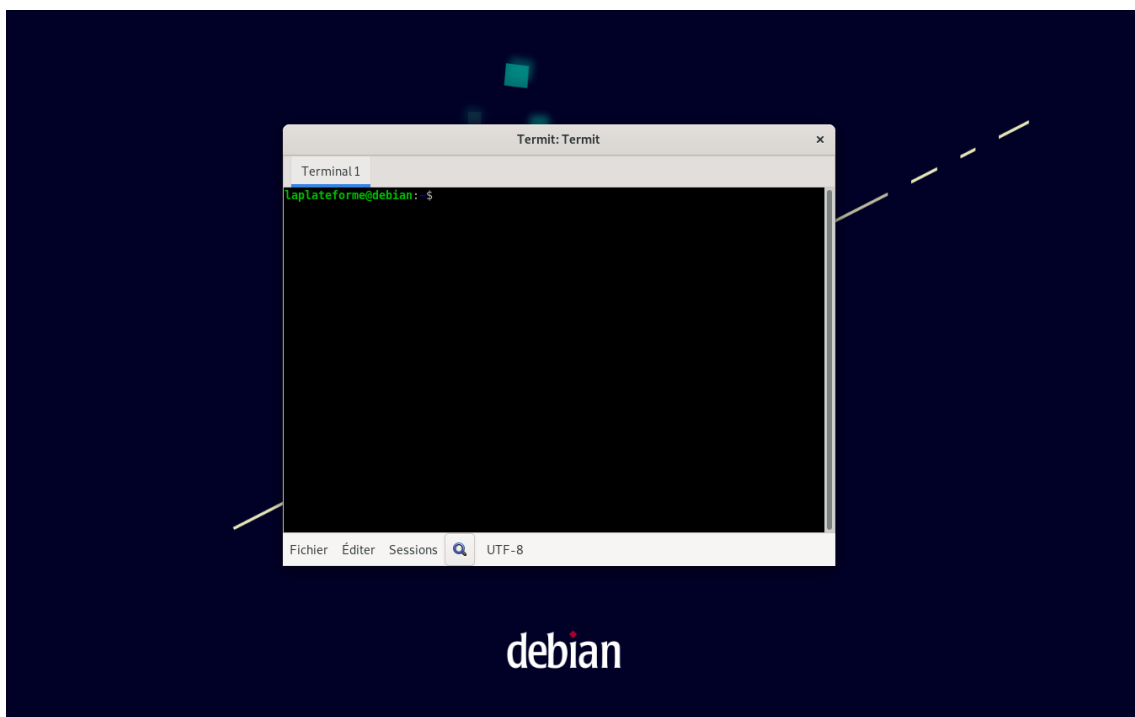 Termit: Termit ×
Terminal 1
laplateforme@debian: $
Fichier Éditer Sessions UTF-8
debian